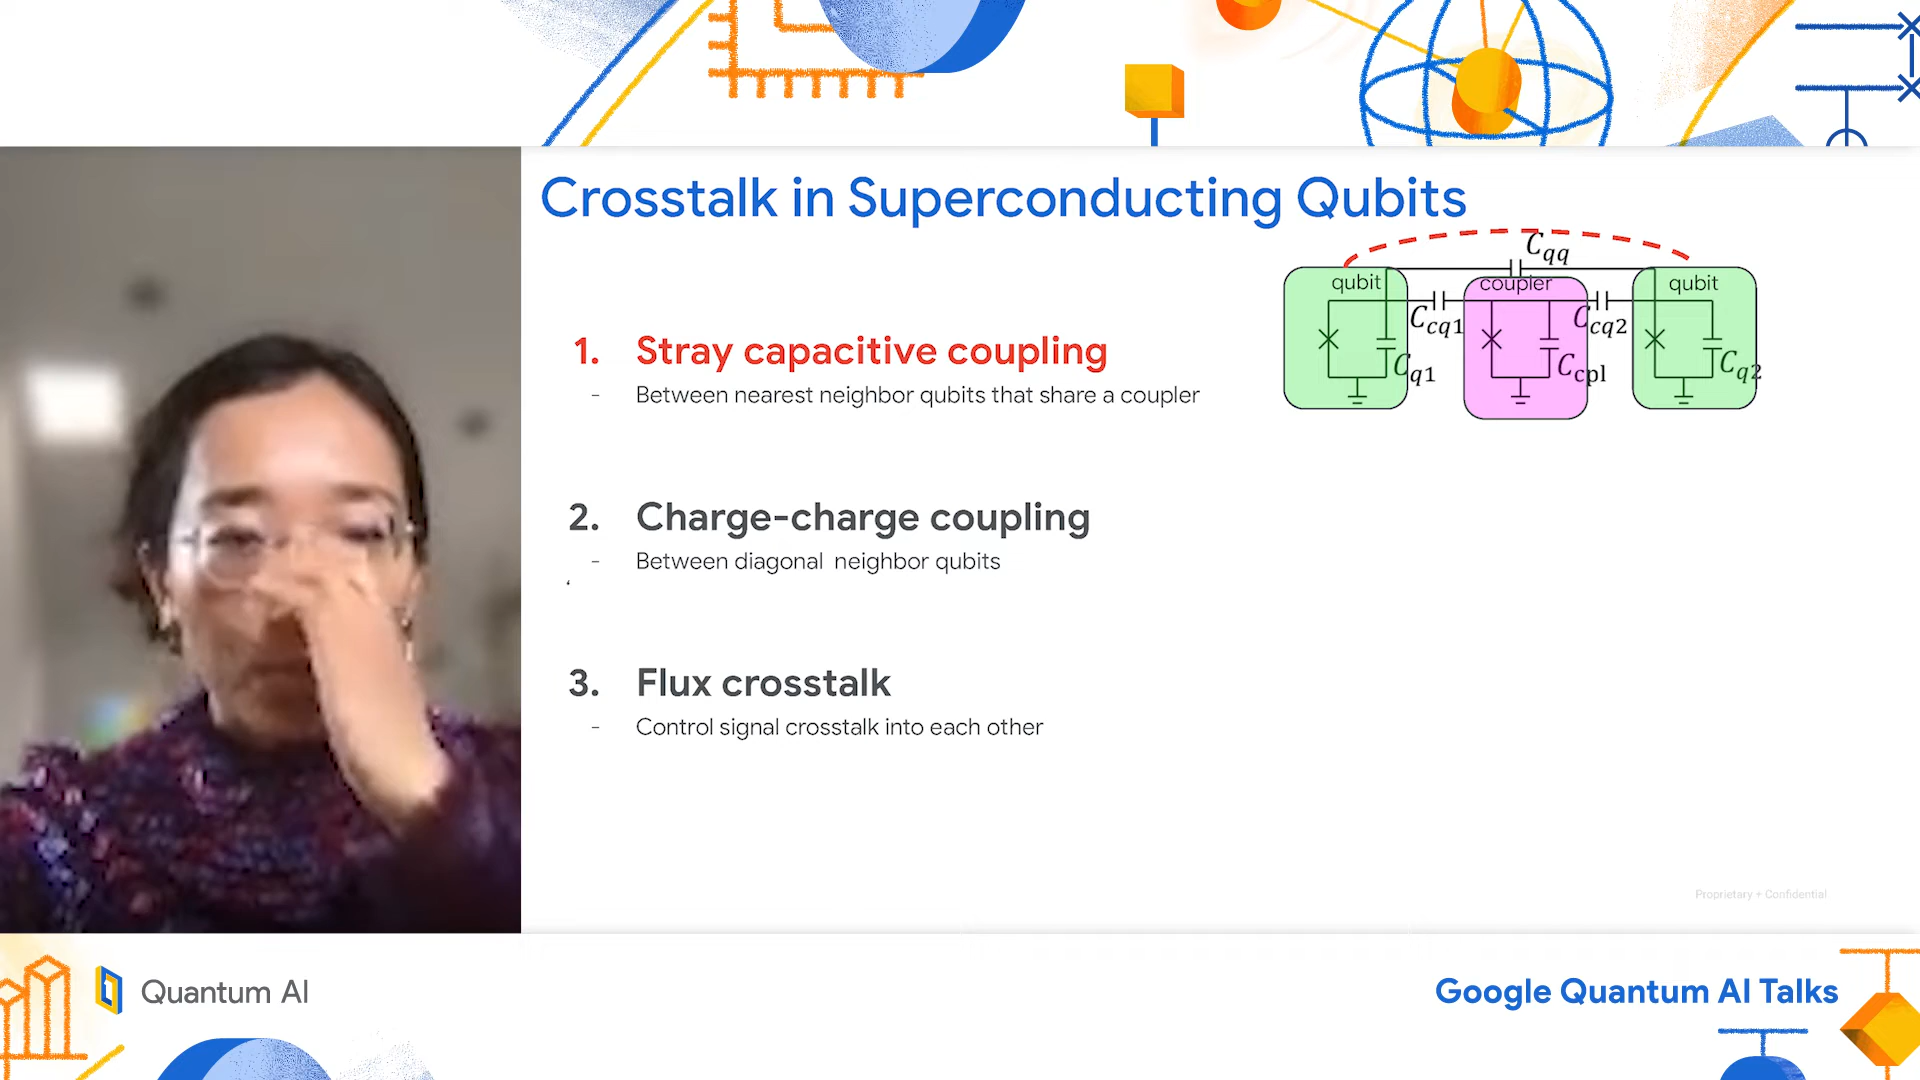 Crosstalk in Superconducting Qubits
C_qq
qubit
coupler
qubit
C_cq1
C_cq2
C_q1
C_cpl
C_q2
1. Stray capacitive coupling
- Between nearest neighbor qubits that share a coupler
2. Charge-charge coupling
- Between diagonal neighbor qubits
3. Flux crosstalk
- Control signal crosstalk into each other
Proprietary + Confidential
Quantum AI
Google Quantum AI Talks